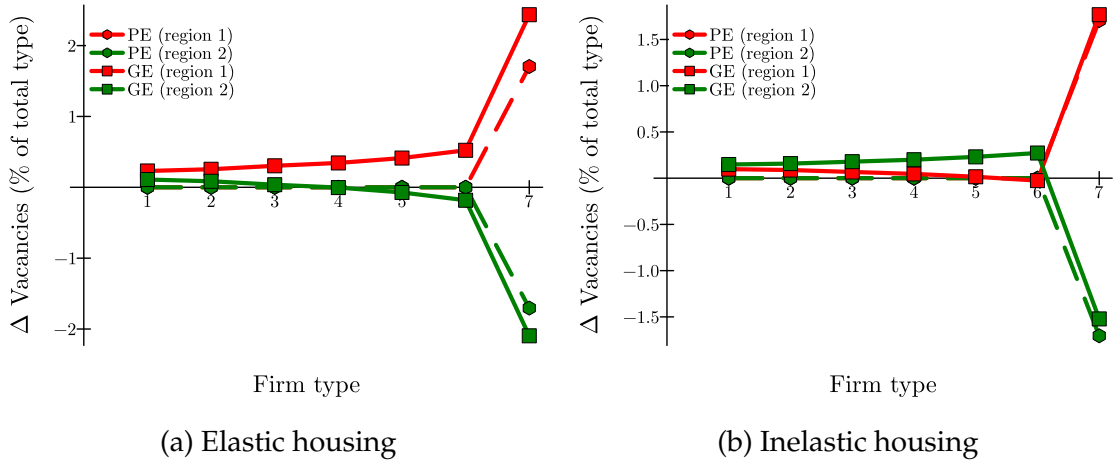 Δ Vacancies (% of total type)
2
1
−1
−2
PE (region 1)
PE (region 2)
GE (region 1)
GE (region 2)
1 2 3 4 5 7
Firm type
(a) Elastic housing
Δ Vacancies (% of total type)
1.5
1.0
0.5
−0.5
−1.0
−1.5
PE (region 1)
PE (region 2)
GE (region 1)
GE (region 2)
1 2 3 4 5 6 7
Firm type
(b) Inelastic housing